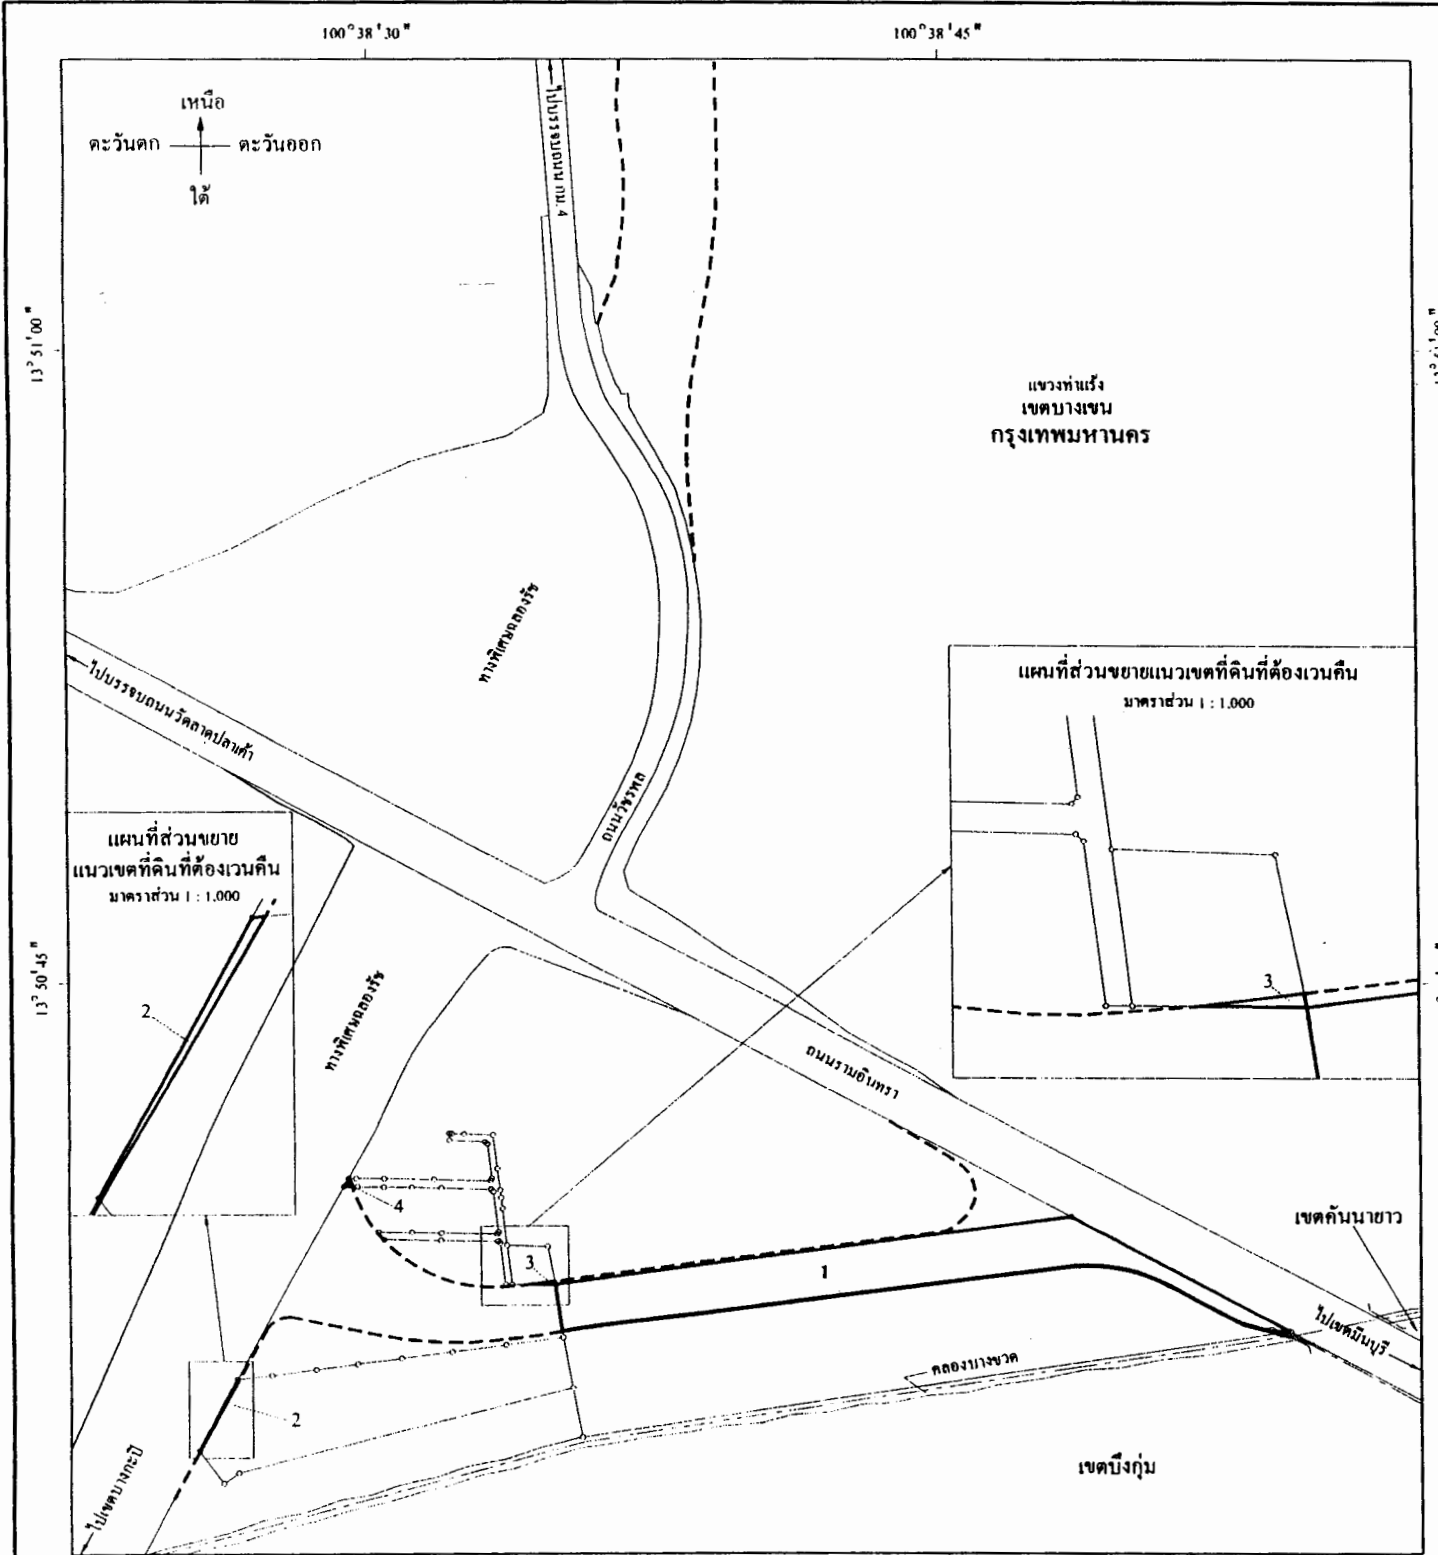 100°38'30"
100°38'45"
เหนือ
ตะวันตก
ตะวันออก
ใต้
ไปบรรจบถนน กม. 4
13°51'00"
แขวงท่าแร้ง
เขตบางเขน
กรุงเทพมหานคร
ทางพิเศษฉลองรัช
ไปบรรจบถนนวัดลาดปลาเค้า
ถนนวัชรพล
แผนที่ส่วนขยายแนวเขตที่ดินที่ต้องเวนคืน
มาตราส่วน 1 : 1,000
3
แผนที่ส่วนขยาย
แนวเขตที่ดินที่ต้องเวนคืน
มาตราส่วน 1 : 1,000
2
13°50'45"
ทางพิเศษฉลองรัช
ถนนรามอินทรา
4
3
1
2
เขตคันนายาว
ไปเขตมีนบุรี
คลองบางขวด
เขตบึงกุ่ม
ไปเขตบางกะปิ